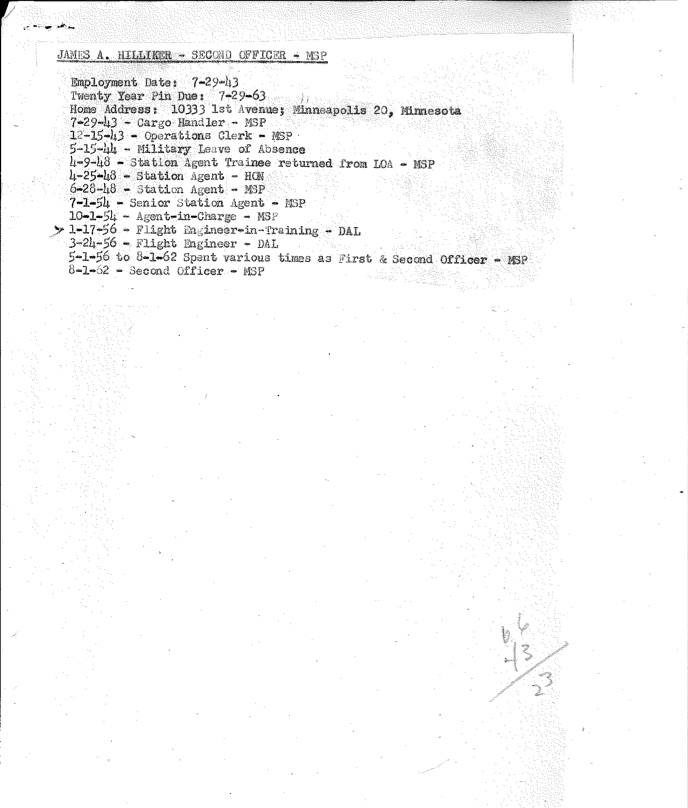 JAMES A. HILLIKER - SECOND OFFICER - MSP
Employment Date: 7-29-43
Twenty Year Pin Due: 7-29-63
Home Address: 10333 1st Avenue; Minneapolis 20, Minnesota
7-29-43 - Cargo Handler - MSP
12-15-43 - Operations Clerk - MSP
5-15-44 - Military Leave of Absence
4-9-48 - Station Agent Trainee returned from LOA - MSP
4-25-48 - Station Agent - HON
6-28-48 - Station Agent - MSP
7-1-54 - Senior Station Agent - MSP
10-1-54 - Agent-in-Charge - MSP
1-17-56 - Flight Engineer-in-Training - DAL
3-24-56 - Flight Engineer - DAL
5-1-56 to 8-1-62 Spent various times as First & Second Officer - MSP
8-1-62 - Second Officer - MSP
66
-43
23